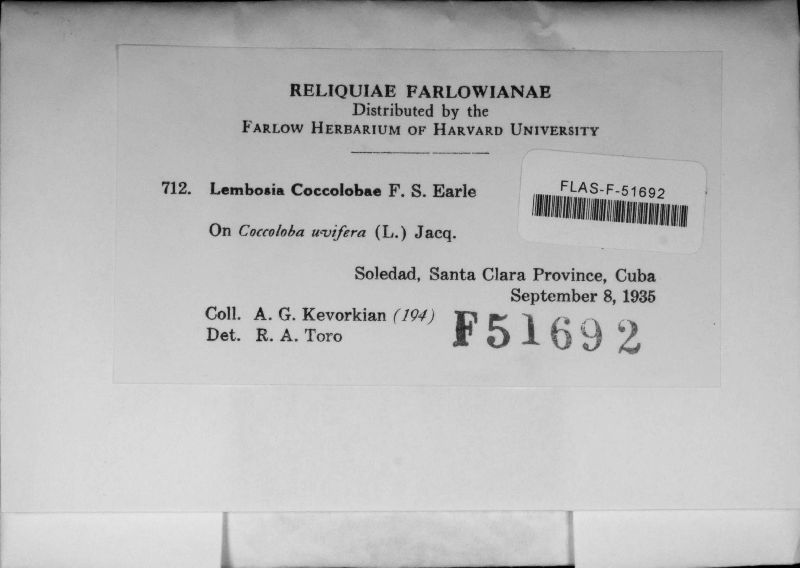 RELIQUIAE FARLOWIANAE
Distributed by the
FARLOW HERBARIUM OF HARVARD UNIVERSITY
712. Lembosia Coccolobae F. S. Earle
FLAS-F-51692
On Coccoloba uvifera (L.) Jacq.
Soledad, Santa Clara Province, Cuba
September 8, 1935
Coll. A. G. Kevorkian (194)
Det. R. A. Toro
F51692